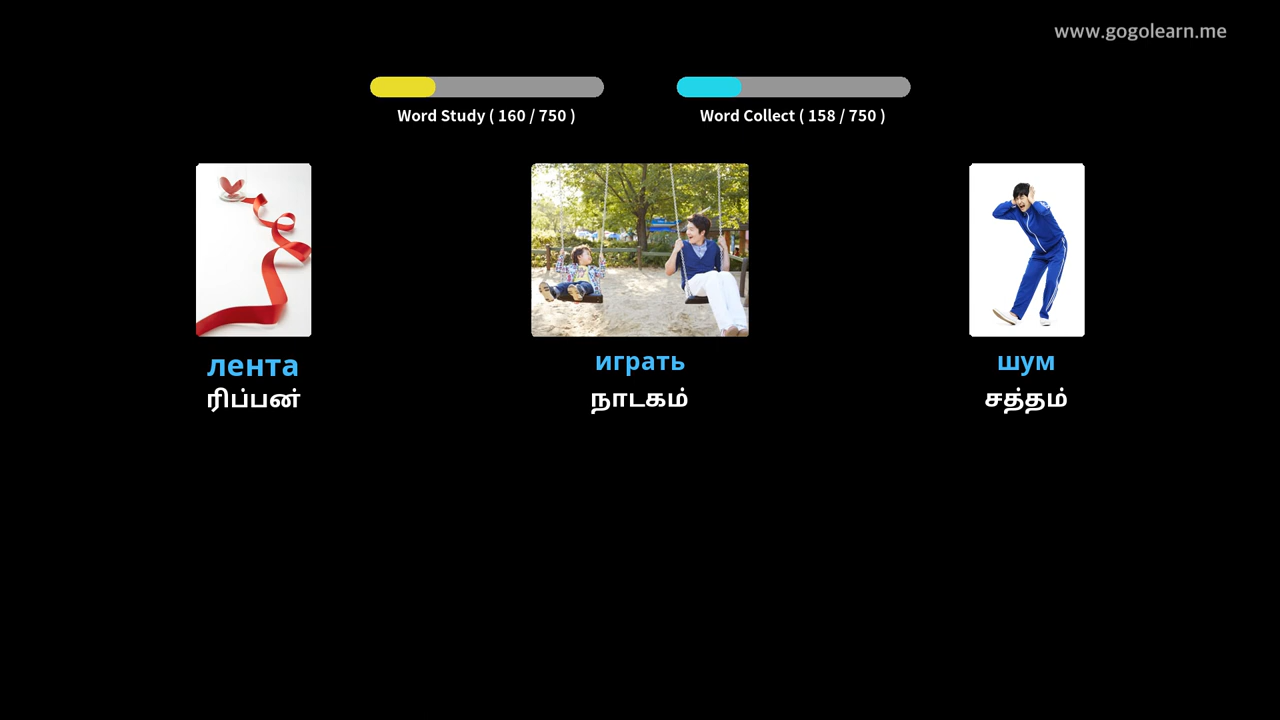 www.gogolearn.me
Word Study ( 160 / 750 )
Word Collect ( 158 / 750 )
лента
играть
шум
ரிப்பன்
நாடகம்
சத்தம்